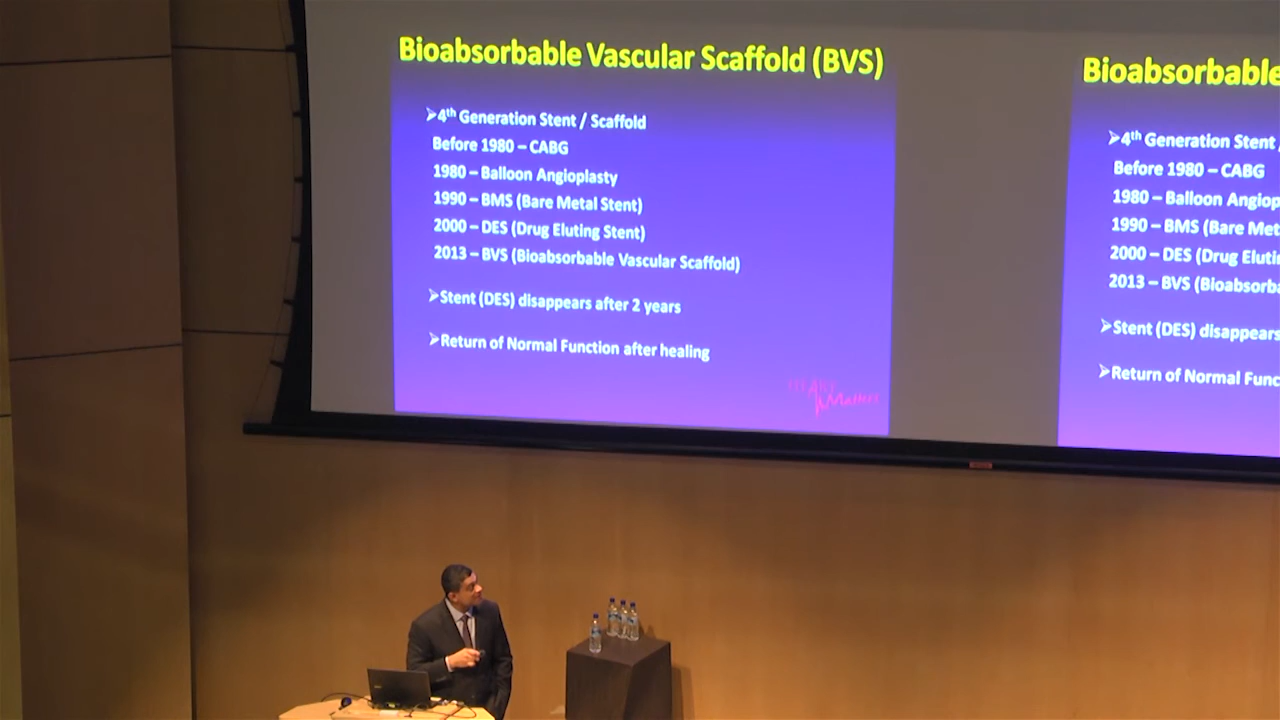 Bioabsorbable Vascular Scaffold (BVS)
➢4th Generation Stent / Scaffold
Before 1980 – CABG
1980 – Balloon Angioplasty
1990 – BMS (Bare Metal Stent)
2000 – DES (Drug Eluting Stent)
2013 – BVS (Bioabsorbable Vascular Scaffold)
➢Stent (DES) disappears after 2 years
➢Return of Normal Function after healing
HEART
Matters
Bioabsorbable
➢4th Generation Stent /
Before 1980 – CABG
1980 – Balloon Angiop
1990 – BMS (Bare Met
2000 – DES (Drug Eluti
2013 – BVS (Bioabsorba
➢Stent (DES) disappears
➢Return of Normal Func